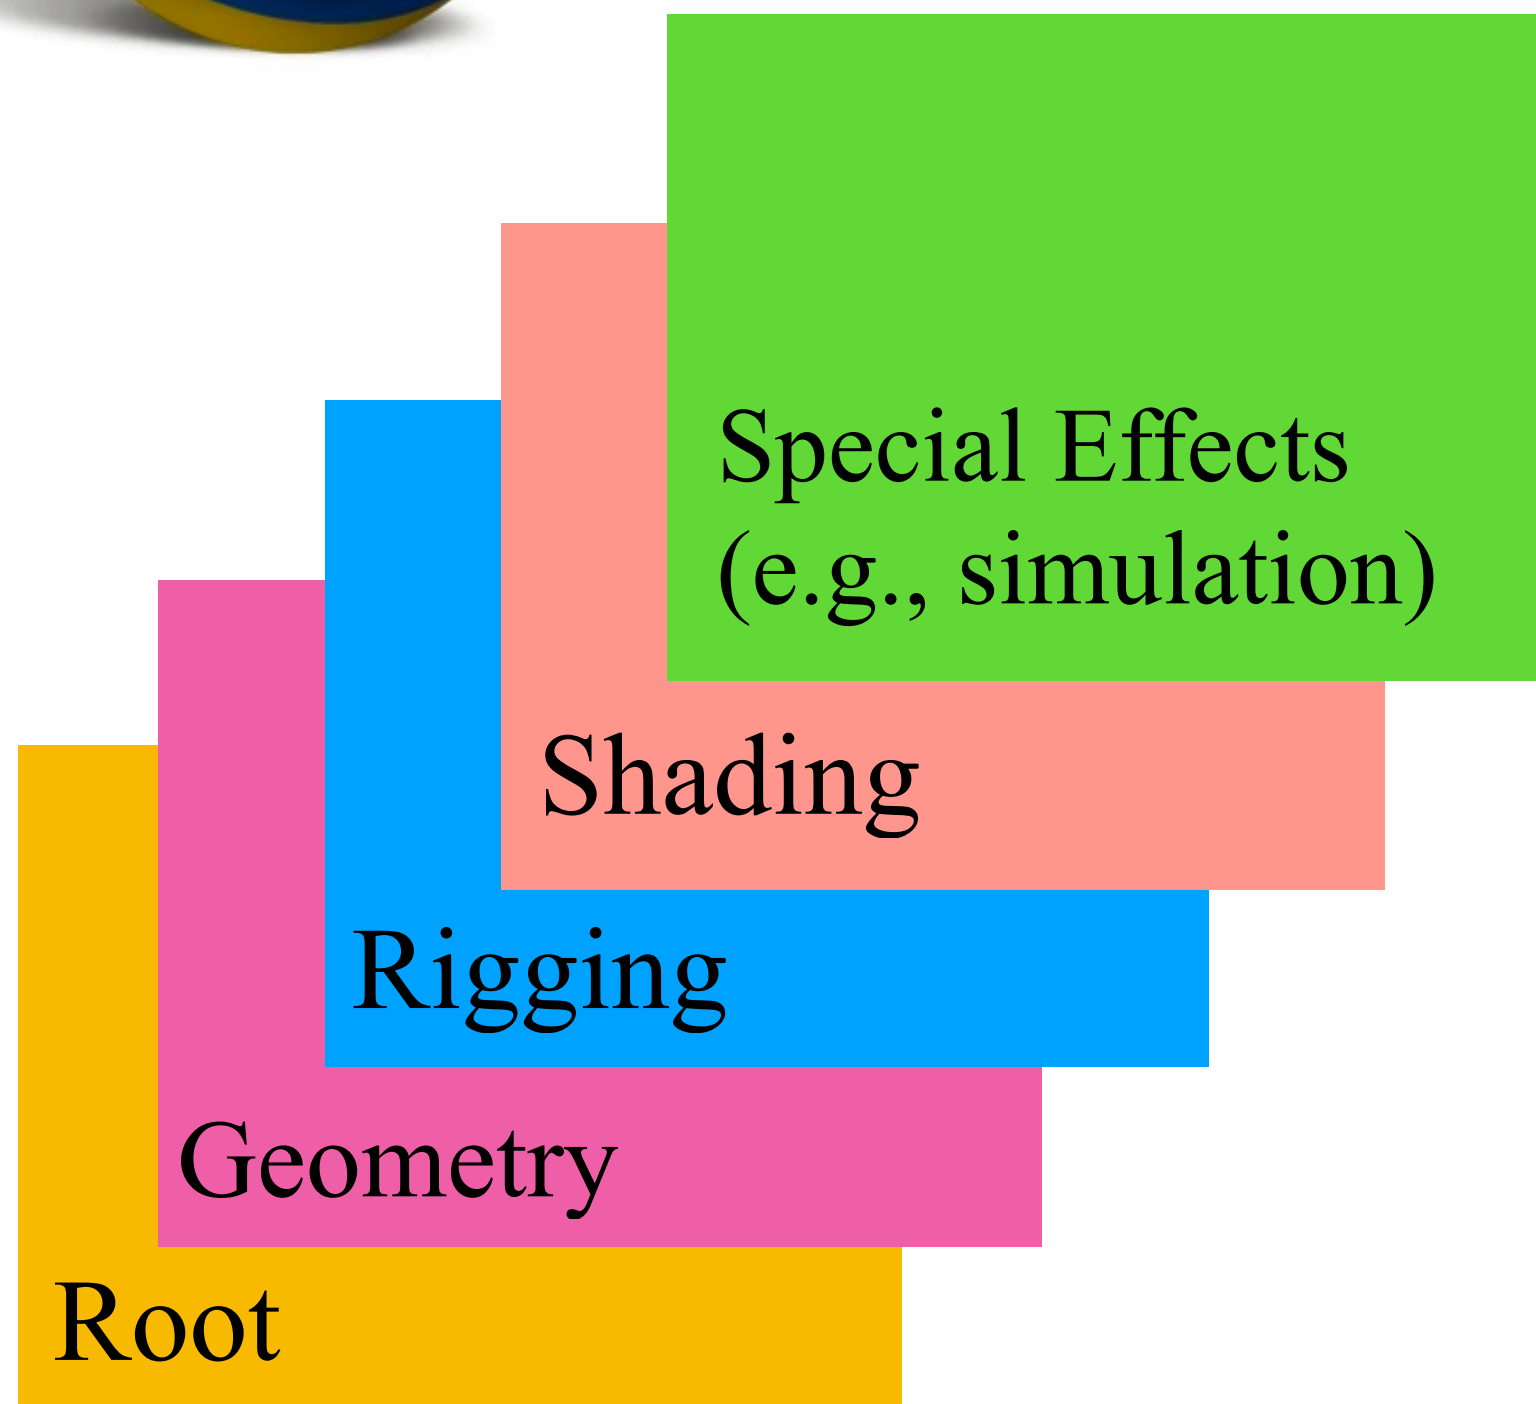 Special Effects
(e.g., simulation)
Shading
Rigging
Geometry
Root